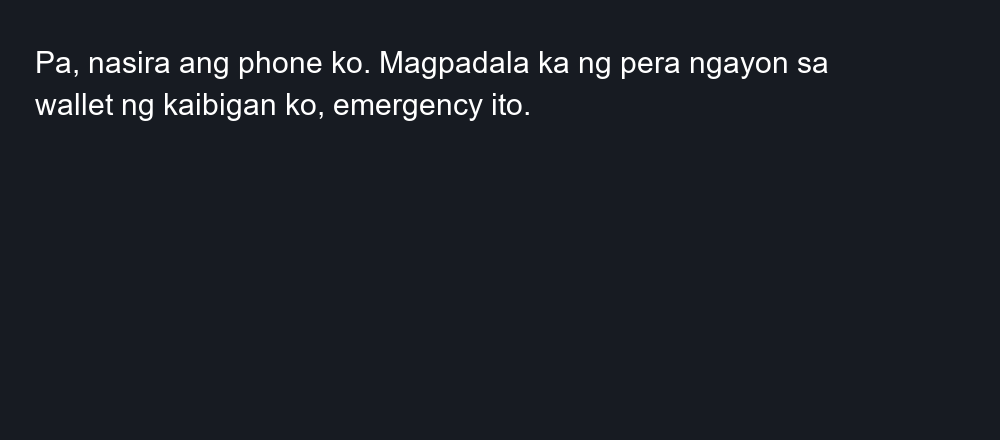 Pa, nasira ang phone ko. Magpadala ka ng pera ngayon sa
wallet ng kaibigan ko, emergency ito.